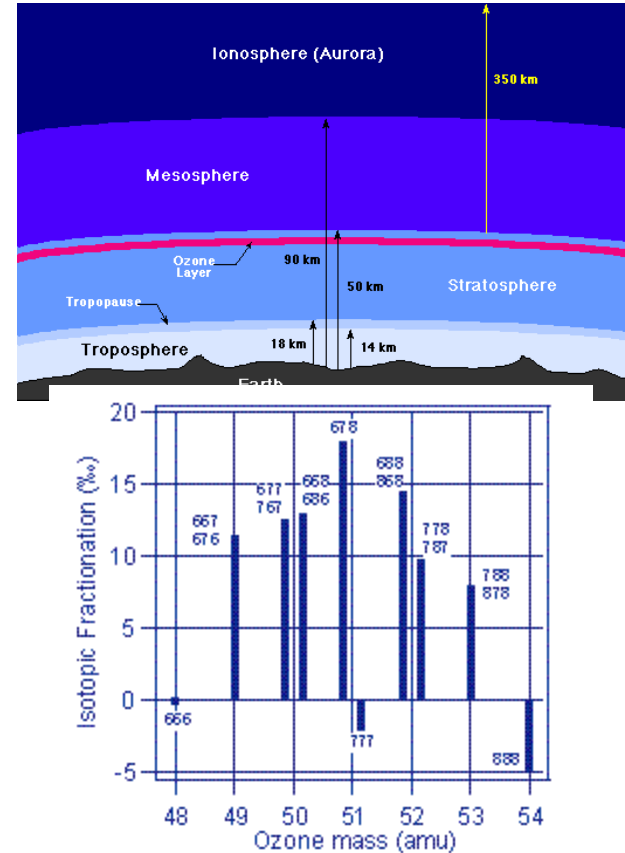 Ionosphere (Aurora)
350 km
Mesosphere
Ozone
Layer
90 km
50 km
Stratosphere
Tropopause
18 km
14 km
Troposphere
Earth
Isotopic Fractionation (‰)
20
15
10
5
0
-5
678
688
868
677
767
668
686
667
676
778
787
788
878
666
777
888
48 49 50 51 52 53 54
Ozone mass (amu)